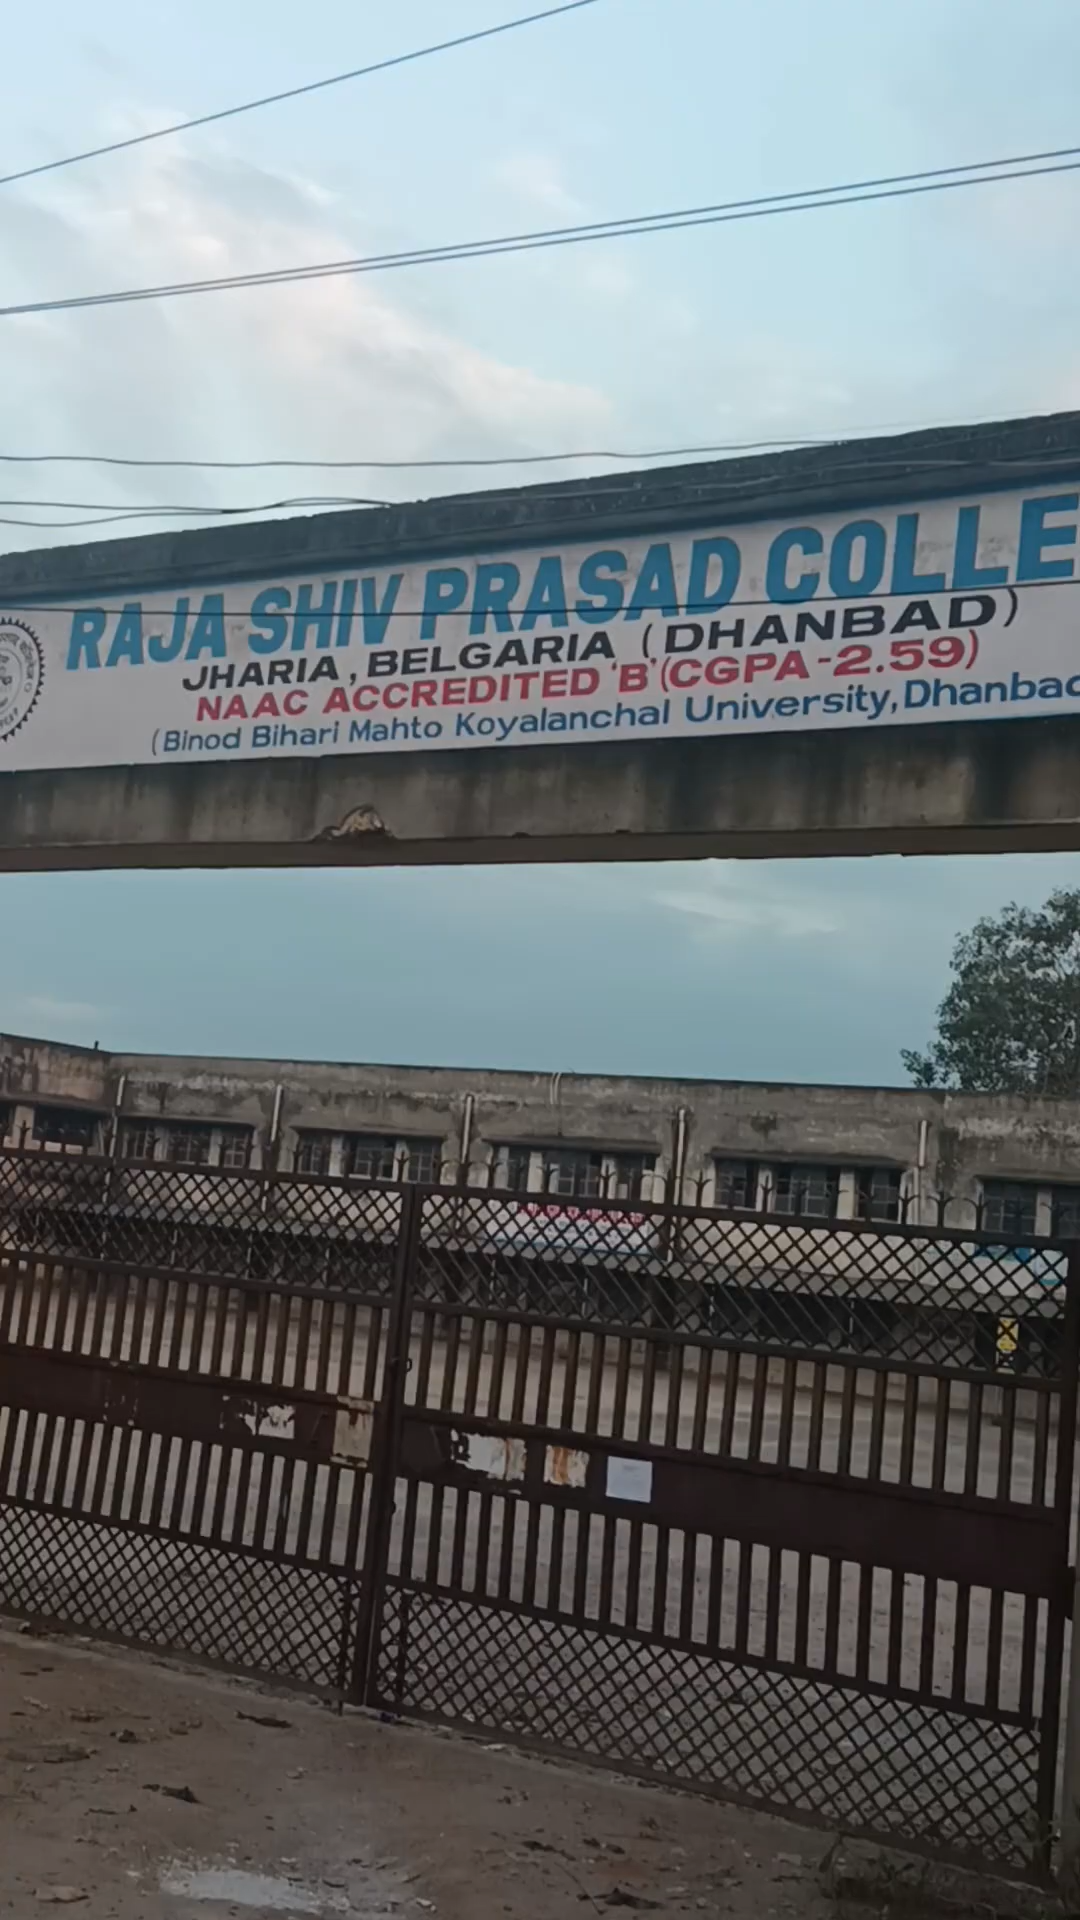 RAJA SHIV PRASAD COLLE
JHARIA, BELGARIA (DHANBAD)
NAAC ACCREDITED 'B' (CGPA-2.59)
(Binod Bihari Mahto Koyalanchal University, Dhanbad